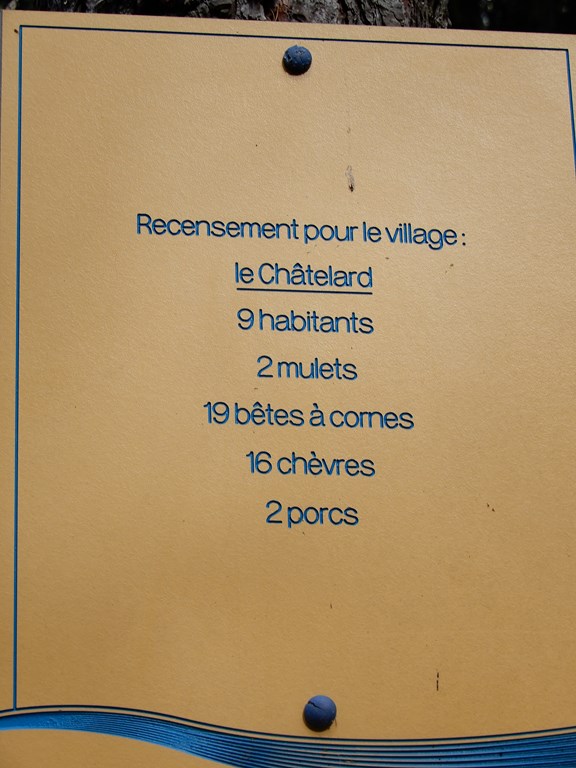 Recensement pour le village :
le Châtelard
9 habitants
2 mulets
19 bêtes à cornes
16 chèvres
2 porcs